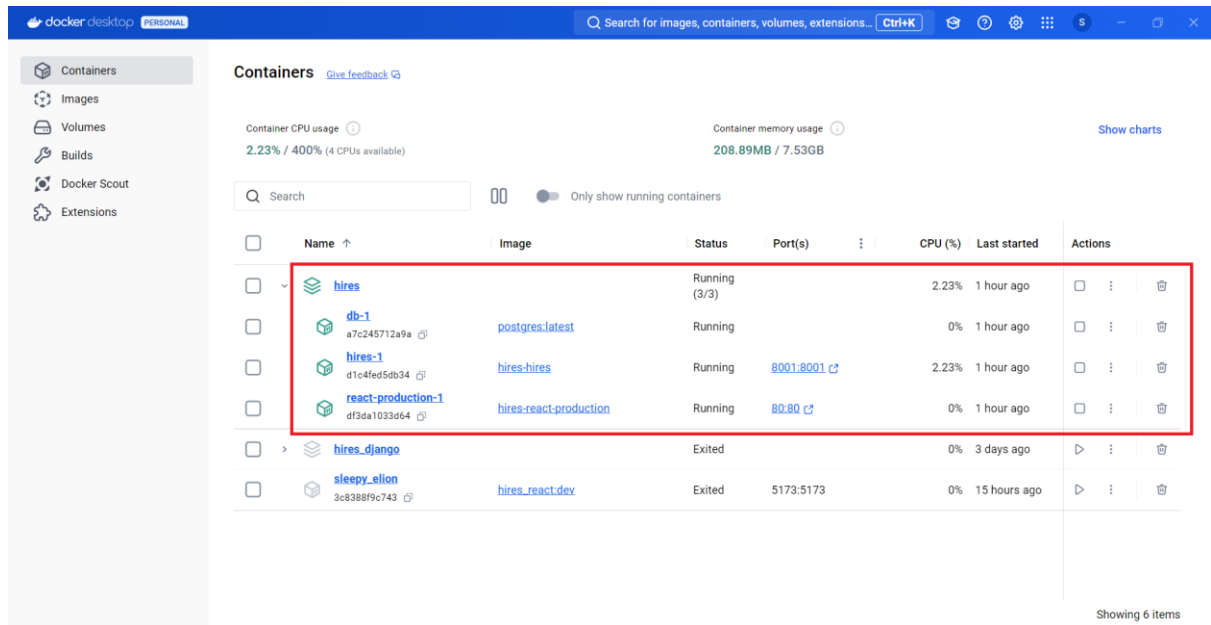 docker desktop PERSONAL
Search for images, containers, volumes, extensions... Ctrl+K
S
Containers
Images
Volumes
Builds
Docker Scout
Extensions
Containers Give feedback
Container CPU usage
2.23% / 400% (4 CPUs available)
Container memory usage
208.89MB / 7.53GB
Show charts
Search
Only show running containers
Name Image Status Port(s) CPU (%) Last started Actions
hires Running (3/3) 2.23% 1 hour ago
db-1
a7c245712a9a
postgres:latest Running 0% 1 hour ago
hires-1
d1c4fed5db34
hires-hires Running 8001:8001 2.23% 1 hour ago
react-production-1
df3da1033d64
hires-react-production Running 80:80 0% 1 hour ago
hires_django Exited 0% 3 days ago
sleepy_elion
3c8388f9c743
hires_react:dev Exited 5173:5173 0% 15 hours ago
Showing 6 items